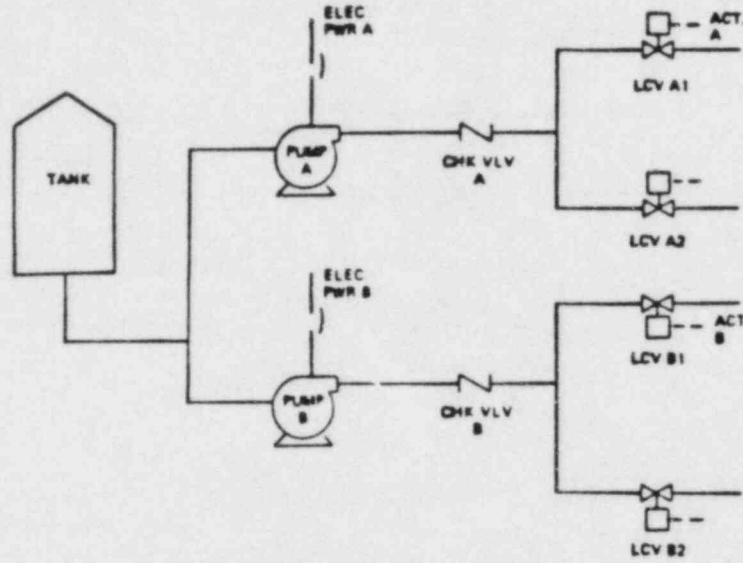 ELEC.
PWR A
ACT.
A
LCV A1
PUMP
A
CHK VLV
A
TANK
LCV A2
ELEC.
PWR B
ACT.
B
LCV B1
PUMP
B
CHK VLV
B
LCV B2